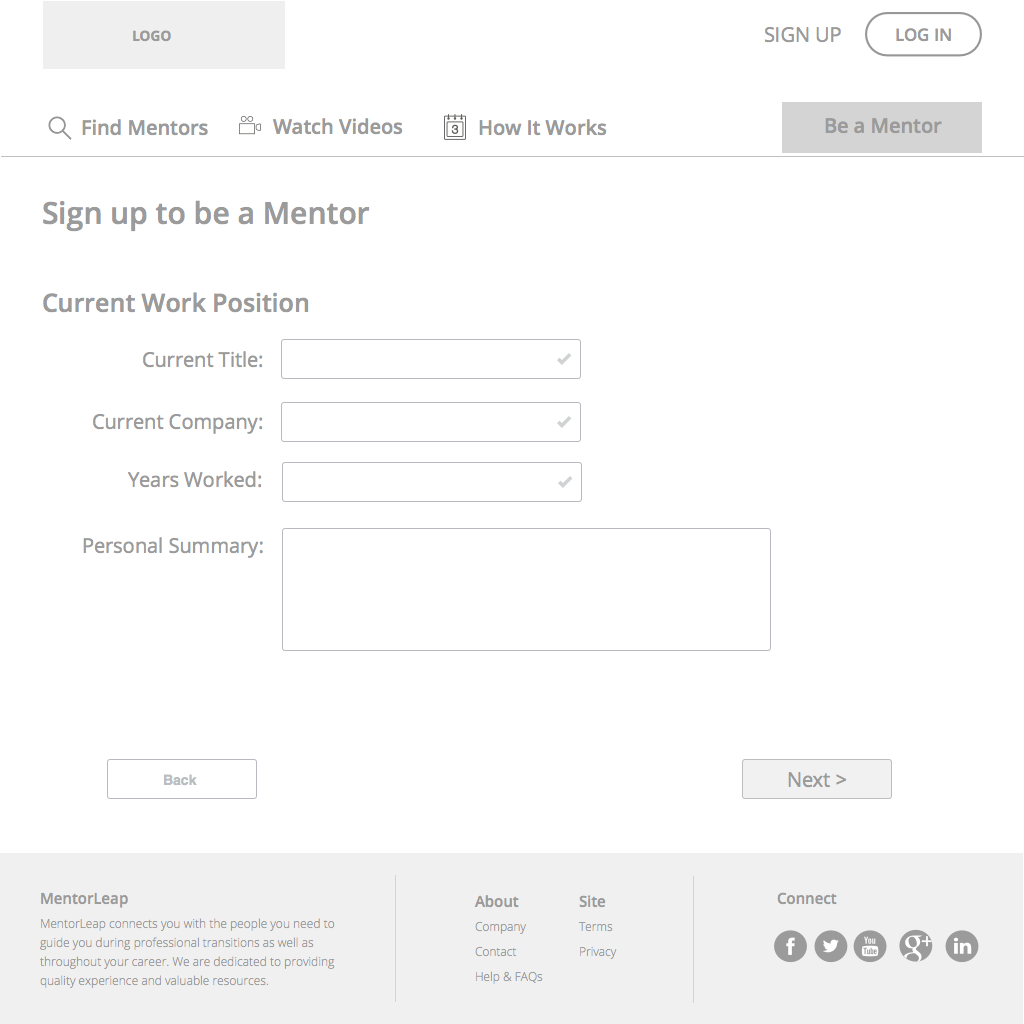 LOGO
SIGN UP
LOG IN
Find Mentors
Watch Videos
3
How It Works
Be a Mentor
Sign up to be a Mentor
Current Work Position
Current Title:
Current Company:
Years Worked:
Personal Summary:
Back
Next >
MentorLeap
MentorLeap connects you with the people you need to
guide you during professional transitions as well as
throughout your career. We are dedicated to providing
quality experience and valuable resources.
About
Company
Contact
Help & FAQs
Site
Terms
Privacy
Connect
f
You
Tube
g+
in